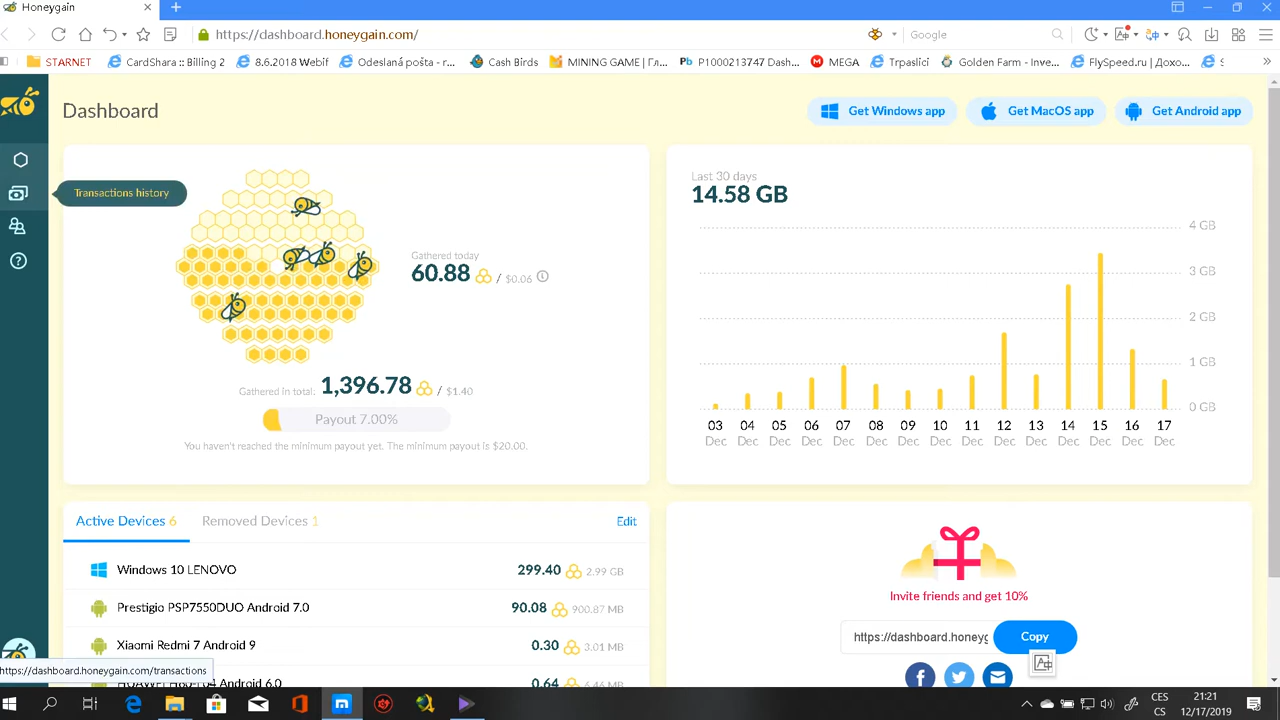 Honeygain
https://dashboard.honeygain.com/
Google
STARNET
CardShara :: Billing 2
8.6.2018 Webif
Odeslaná pošta - r...
CashBirds
MINING GAME | Гл...
P1000213747 Dash...
MEGA
Trpaslici
Golden Farm - Inve...
FlySpeed.ru | Дохо...
Dashboard
Get Windows app
Get MacOS app
Get Android app
Transactions history
Gathered today
60.88 / $0.06
Gathered in total: 1,396.78 / $1.40
Payout 7.00%
You haven't reached the minimum payout yet. The minimum payout is $20.00.
Last 30 days
14.58 GB
4 GB
3 GB
2 GB
1 GB
0 GB
03 04 05 06 07 08 09 10 11 12 13 14 15 16 17
Dec Dec Dec Dec Dec Dec Dec Dec Dec Dec Dec Dec Dec Dec Dec
Active Devices 6
Removed Devices 1
Edit
Windows 10 LENOVO
299.40 2.99 GB
Prestigio PSP7550DUO Android 7.0
90.08 900.87 MB
Xiaomi Redmi 7 Android 9
0.30 3.01 MB
Android 6.0
0.64 6.46 MB
Invite friends and get 10%
https://dashboard.honeyg
Copy
https://dashboard.honeygain.com/transactions
CES
CS
21:21
12/17/2019